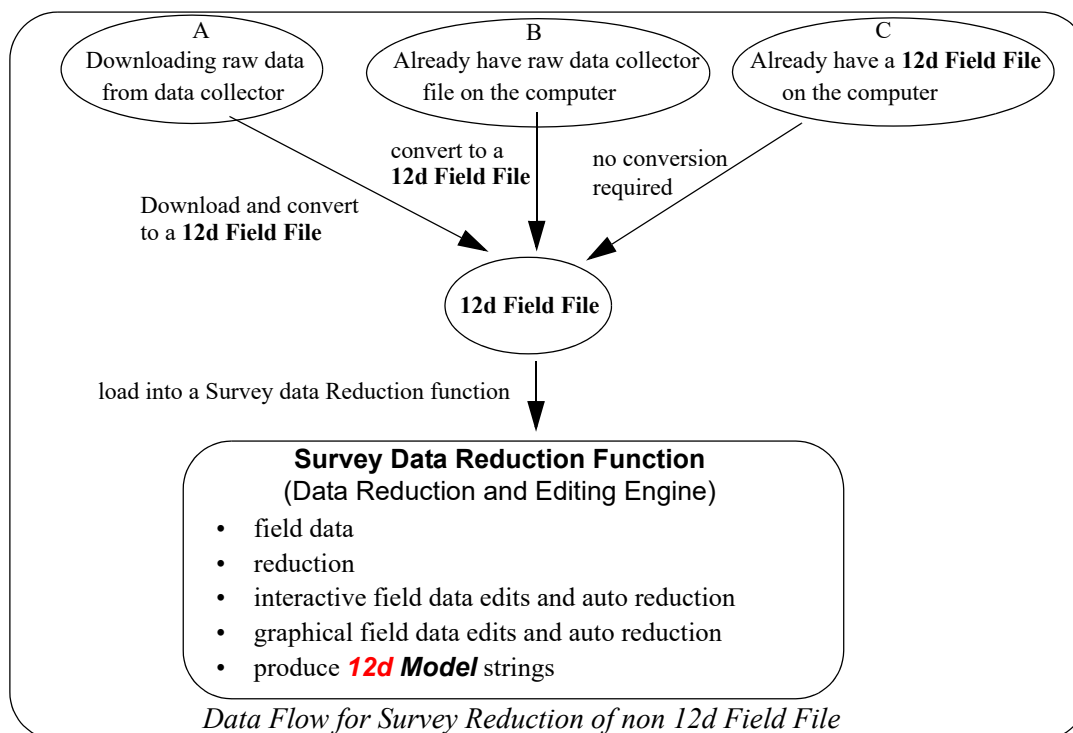 A
Downloading raw data
from data collector
B
Already have raw data collector
file on the computer
C
Already have a 12d Field File
on the computer
Download and convert
to a 12d Field File
convert to a
12d Field File
no conversion
required
12d Field File
load into a Survey data Reduction function
Survey Data Reduction Function
(Data Reduction and Editing Engine)
• field data
• reduction
• interactive field data edits and auto reduction
• graphical field data edits and auto reduction
• produce 12d Model strings
Data Flow for Survey Reduction of non 12d Field File